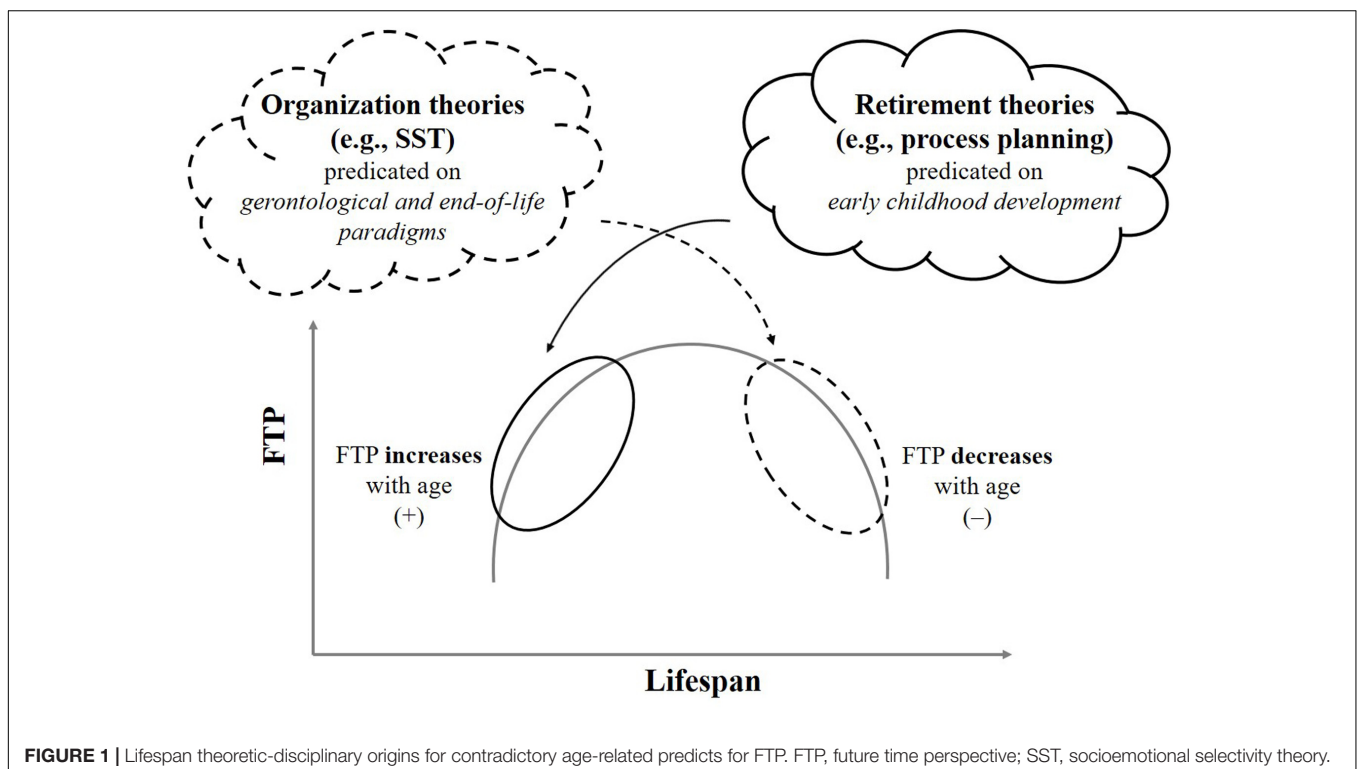 Organization theories
(e.g., SST)
predicated on
gerontological and end-of-life
paradigms
Retirement theories
(e.g., process planning)
predicated on
early childhood development
FTP
FTP increases
with age
(+)
FTP decreases
with age
(–)
Lifespan
FIGURE 1 | Lifespan theoretic-disciplinary origins for contradictory age-related predicts for FTP. FTP, future time perspective; SST, socioemotional selectivity theory.